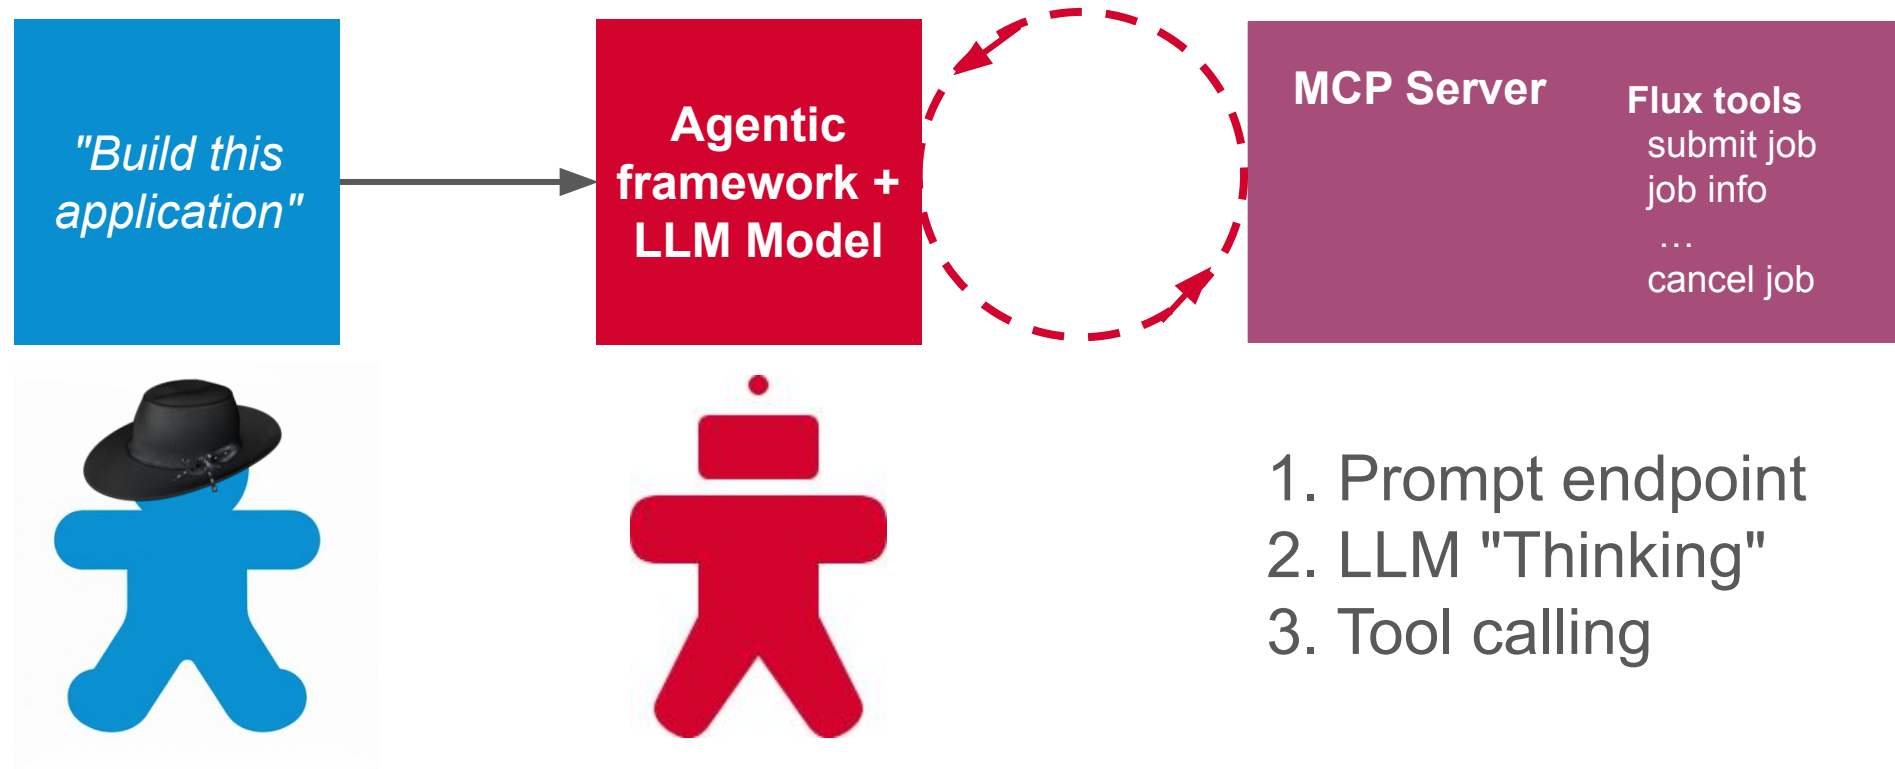 "Build this
application"
Agentic
framework +
LLM Model
MCP Server
Flux tools
submit job
job info
…
cancel job
1. Prompt endpoint
2. LLM "Thinking"
3. Tool calling